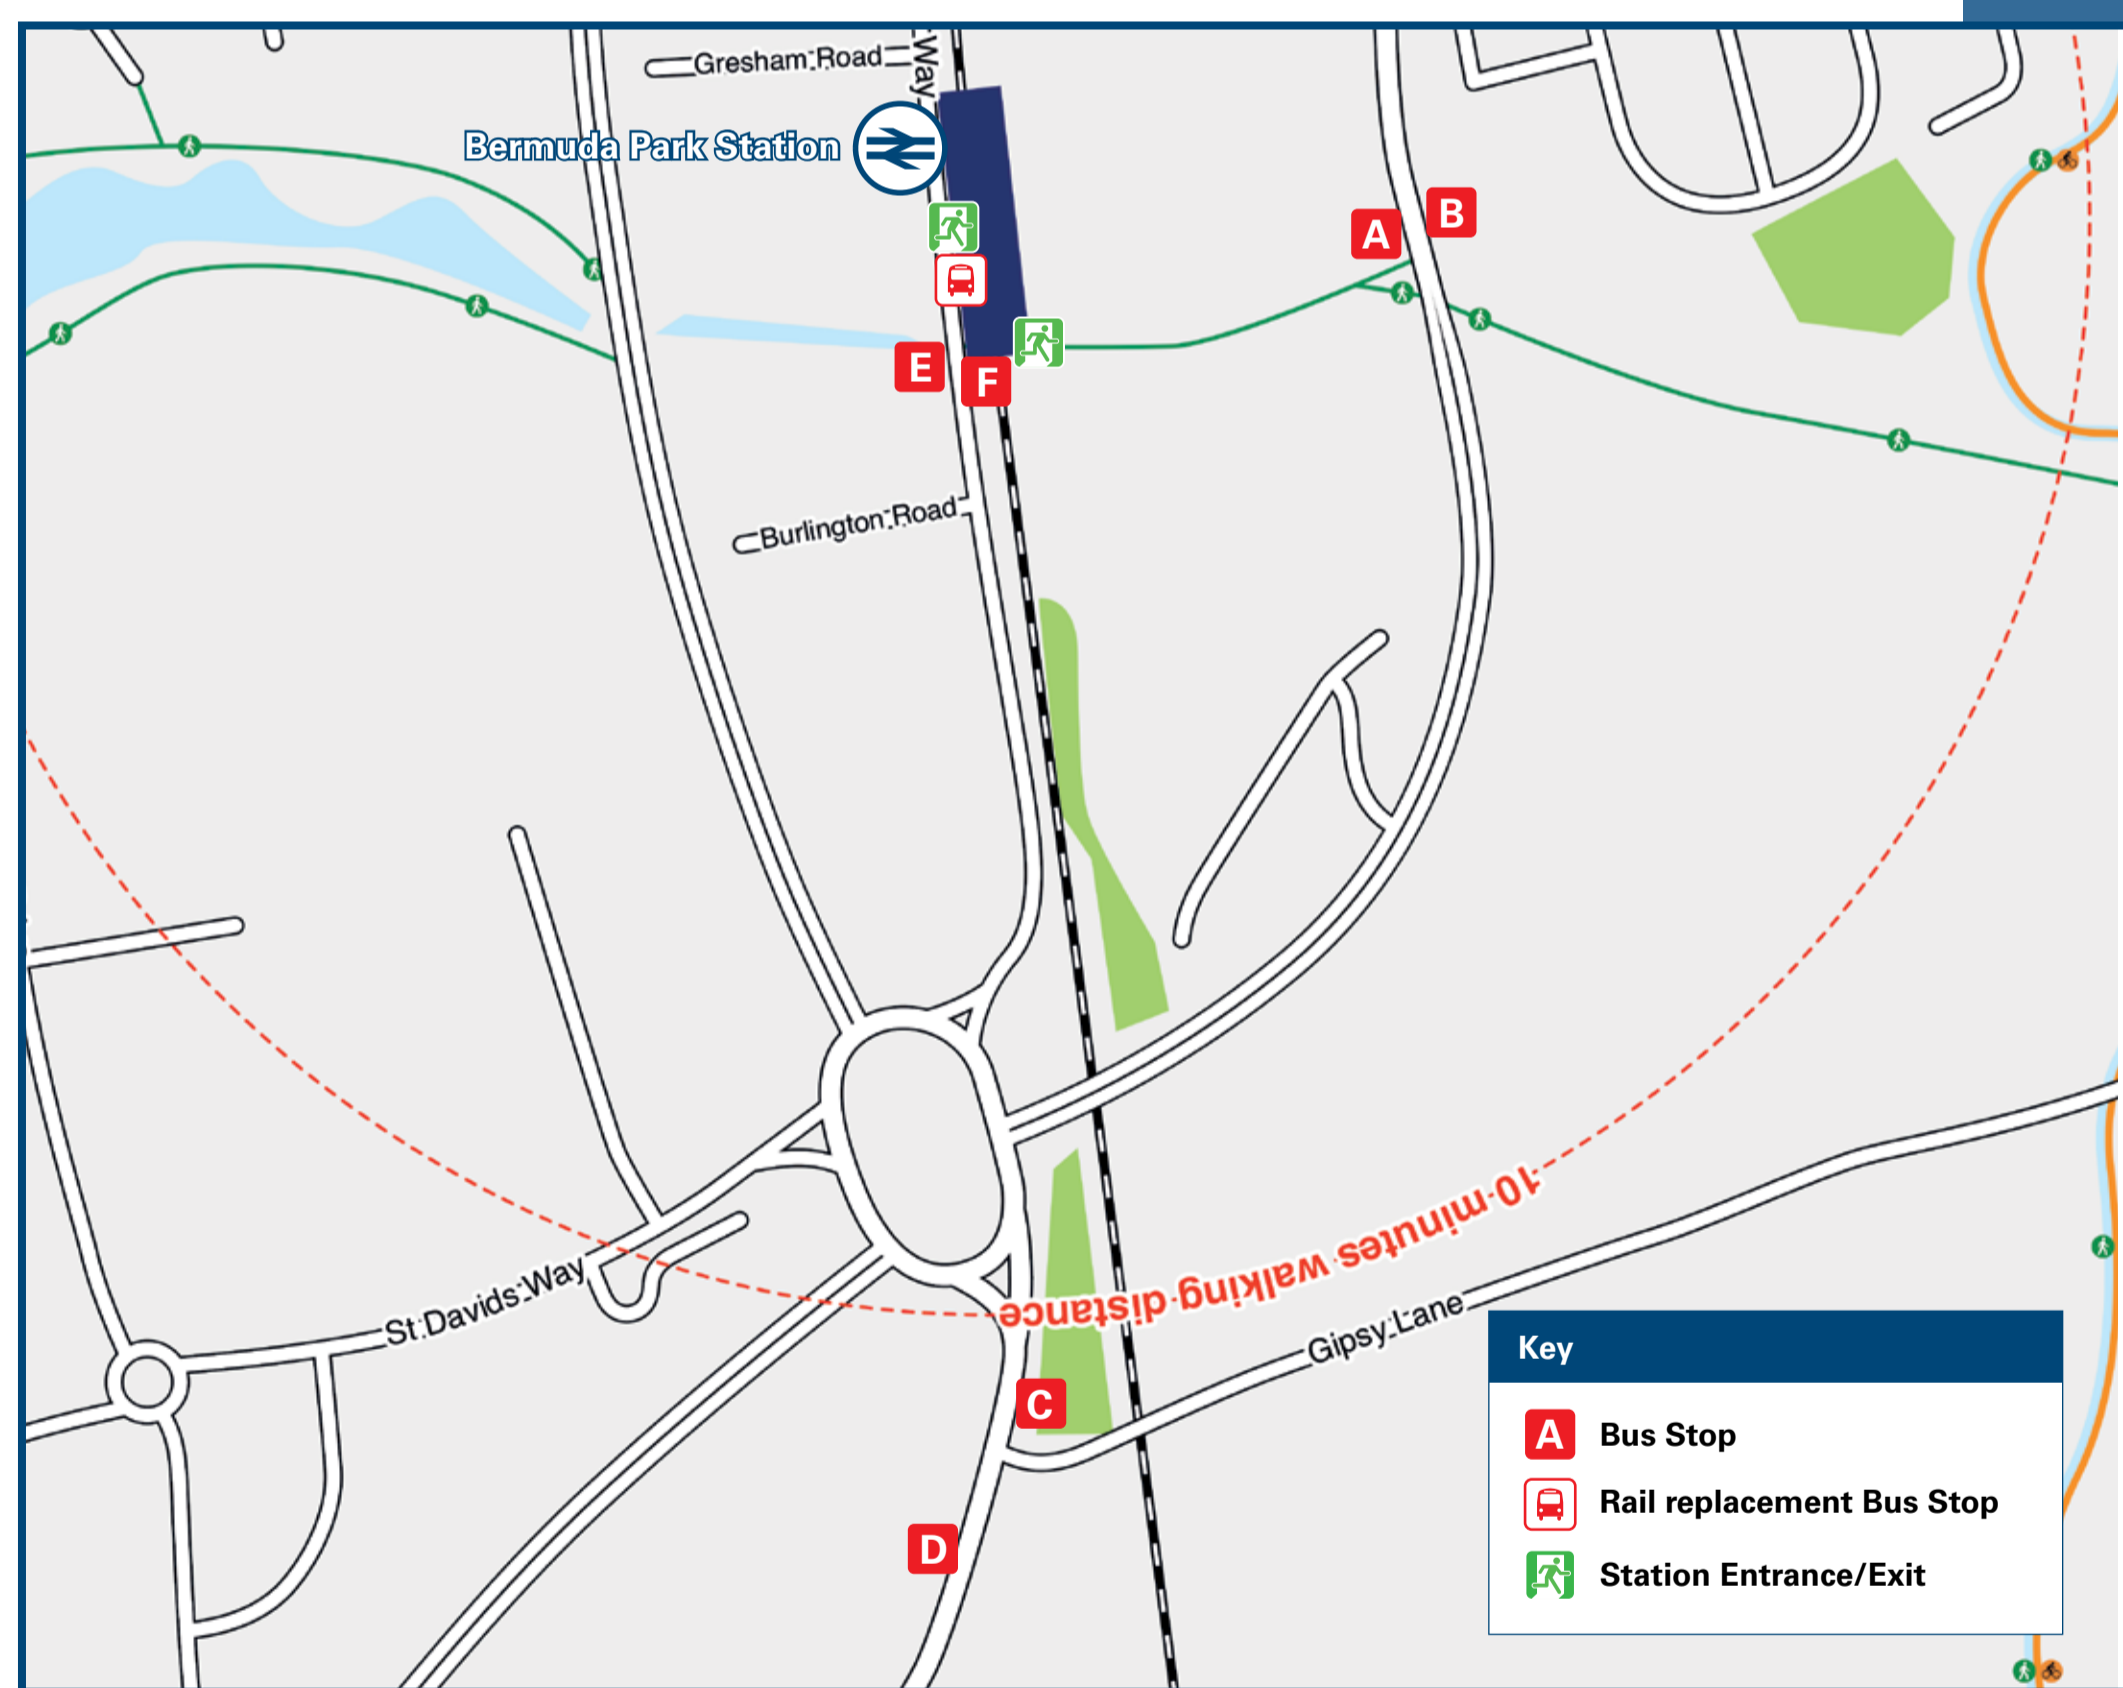 Gresham Road
Way
Bermuda Park Station
A
B
E
F
Burlington Road
10 minutes walking distance
St Davids Way
Gipsy Lane
C
D
Key
A Bus Stop
Rail replacement Bus Stop
Station Entrance/Exit